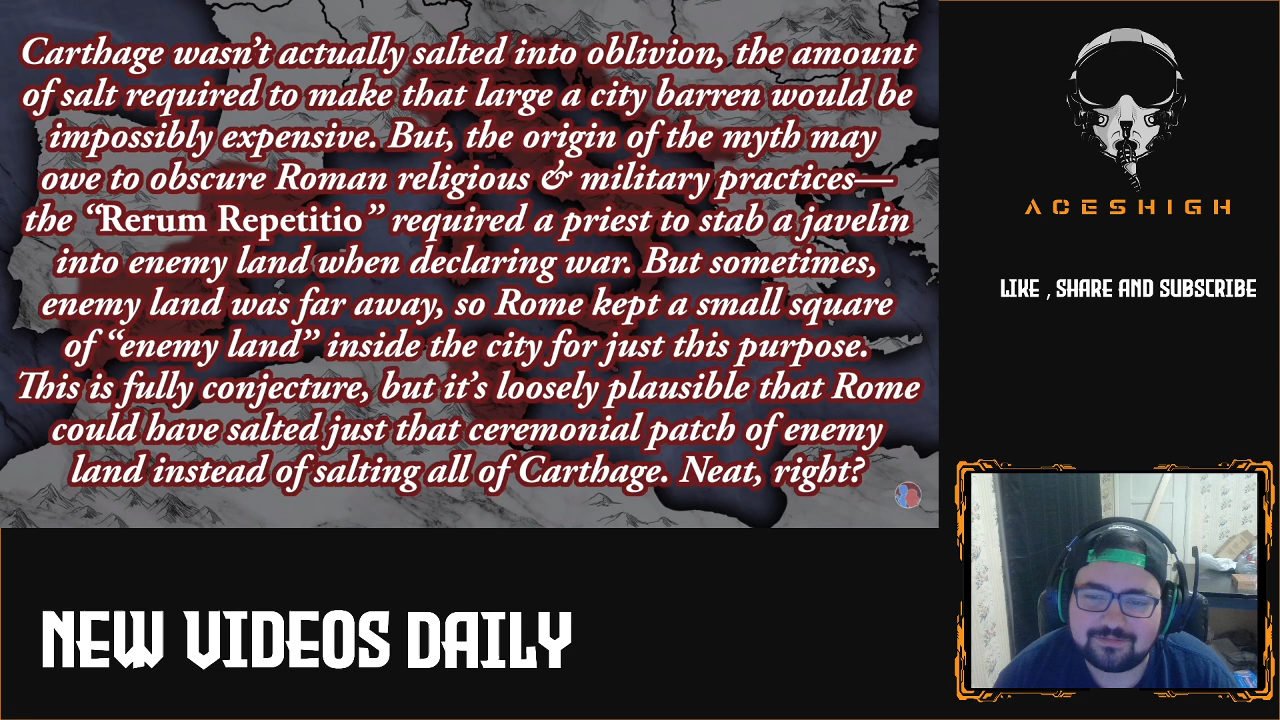 Carthage wasn't actually salted into oblivion, the amount
of salt required to make that large a city barren would be
impossibly expensive. But, the origin of the myth may
owe to obscure Roman religious & military practices—
the “Rerum Repetitio” required a priest to stab a javelin
into enemy land when declaring war. But sometimes,
enemy land was far away, so Rome kept a small square
of “enemy land” inside the city for just this purpose.
This is fully conjecture, but it's loosely plausible that Rome
could have salted just that ceremonial patch of enemy
land instead of salting all of Carthage. Neat, right?
ACESHIGH
LIKE , SHARE AND SUBSCRIBE
NEW VIDEOS DAILY